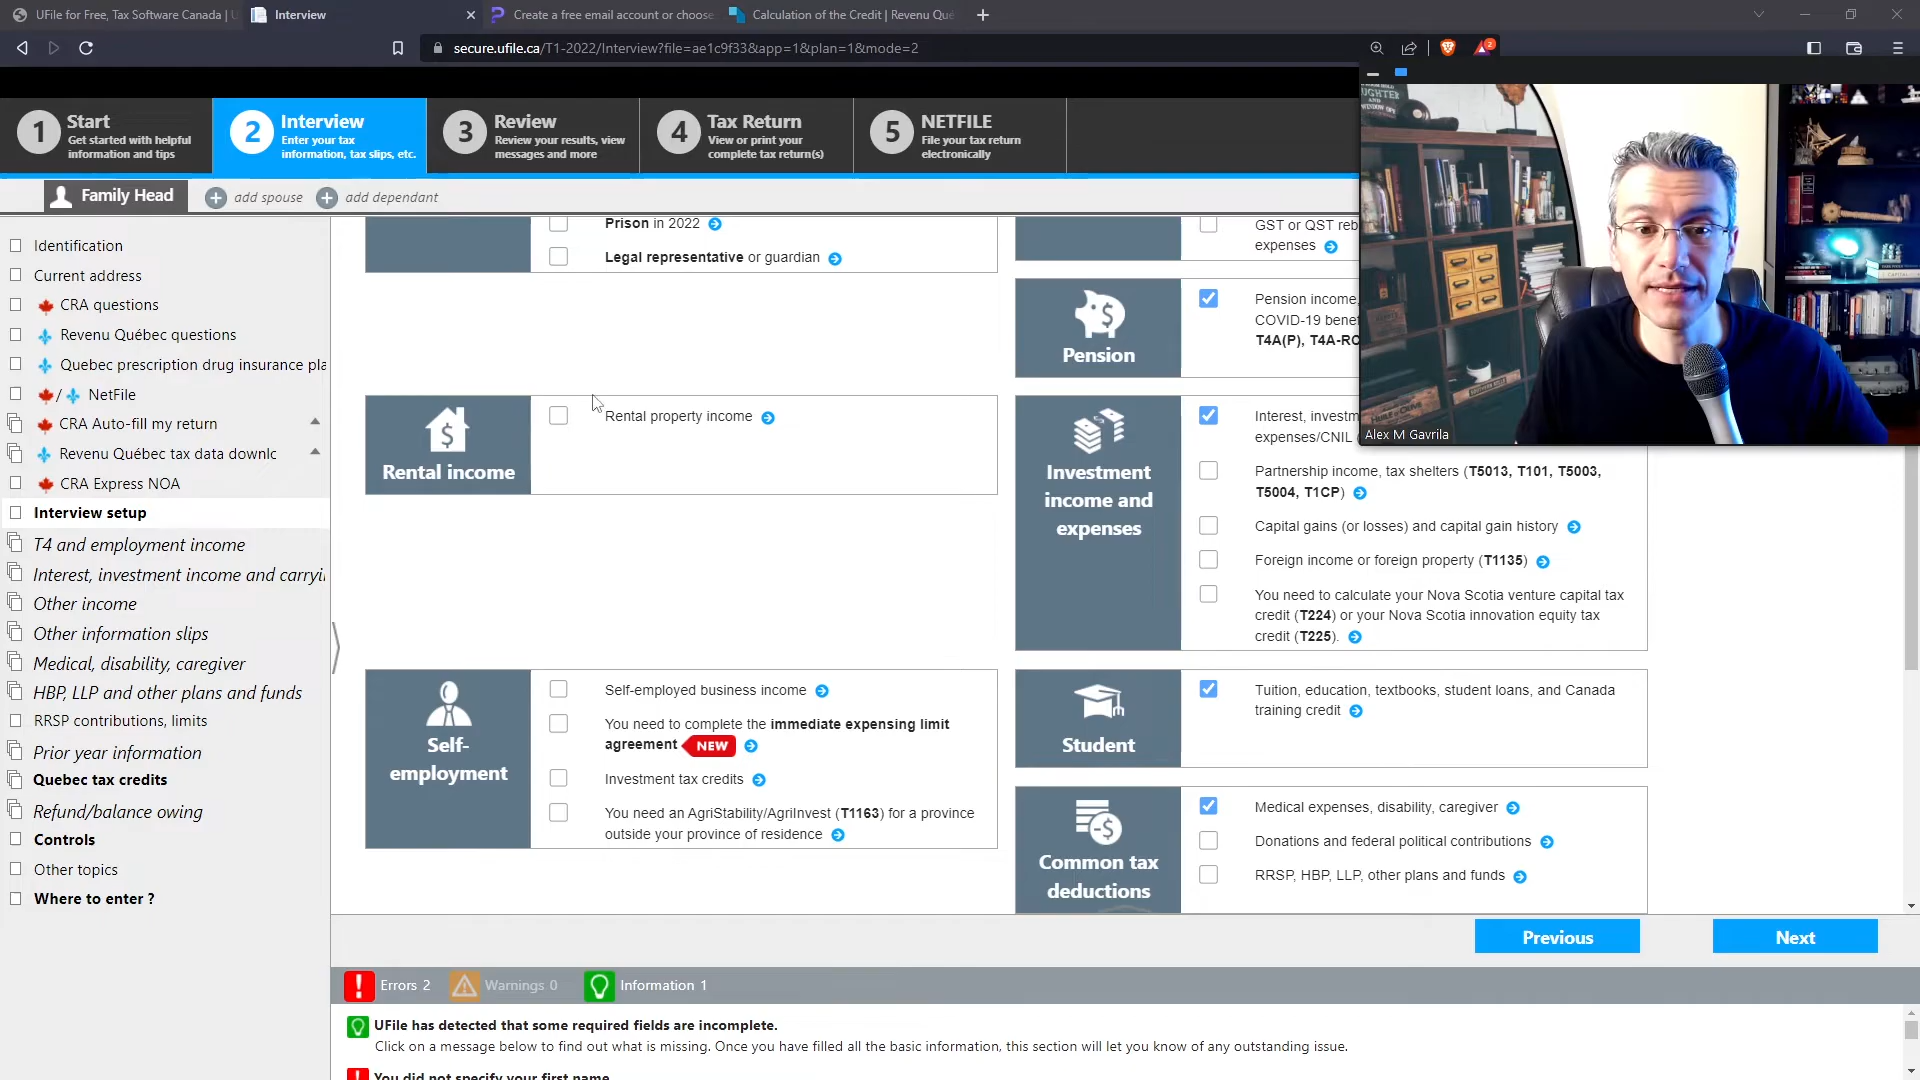 UFile for Free, Tax Software Canada | U
Interview
Create a free email account or choose
Calculation of the Credit | Revenu Qué
secure.ufile.ca/T1-2022/Interview?file=ae1c9f33&app=1&plan=1&mode=2
2
1
Start
Get started with helpful
information and tips
2
Interview
Enter your tax
information, tax slips, etc.
3
Review
Review your results, view
messages and more
4
Tax Return
View or print your
complete tax return(s)
5
NETFILE
File your tax return
electronically
Family Head
add spouse
add dependant
Identification
Current address
CRA questions
Revenu Québec questions
Quebec prescription drug insurance pla
/ NetFile
CRA Auto-fill my return
Revenu Québec tax data downlc
CRA Express NOA
Interview setup
T4 and employment income
Interest, investment income and carryi
Other income
Other information slips
Medical, disability, caregiver
HBP, LLP and other plans and funds
RRSP contributions, limits
Prior year information
Quebec tax credits
Refund/balance owing
Controls
Other topics
Where to enter ?
Prison in 2022
Legal representative or guardian
Rental income
Rental property income
Self-
employment
Self-employed business income
You need to complete the immediate expensing limit
agreement NEW
Investment tax credits
You need an AgriStability/AgriInvest (T1163) for a province
outside your province of residence
GST or QST reb
expenses
Pension
Pension income,
COVID-19 benef
T4A(P), T4A-RC
Investment
income and
expenses
Interest, investm
expenses/CNIL
Partnership income, tax shelters (T5013, T101, T5003,
T5004, T1CP)
Capital gains (or losses) and capital gain history
Foreign income or foreign property (T1135)
You need to calculate your Nova Scotia venture capital tax
credit (T224) or your Nova Scotia innovation equity tax
credit (T225).
Student
Tuition, education, textbooks, student loans, and Canada
training credit
Common tax
deductions
Medical expenses, disability, caregiver
Donations and federal political contributions
RRSP, HBP, LLP, other plans and funds
Alex M Gavrila
Previous
Next
Errors 2
Warnings 0
Information 1
UFile has detected that some required fields are incomplete.
Click on a message below to find out what is missing. Once you have filled all the basic information, this section will let you know of any outstanding issue.
You did not specify your first name